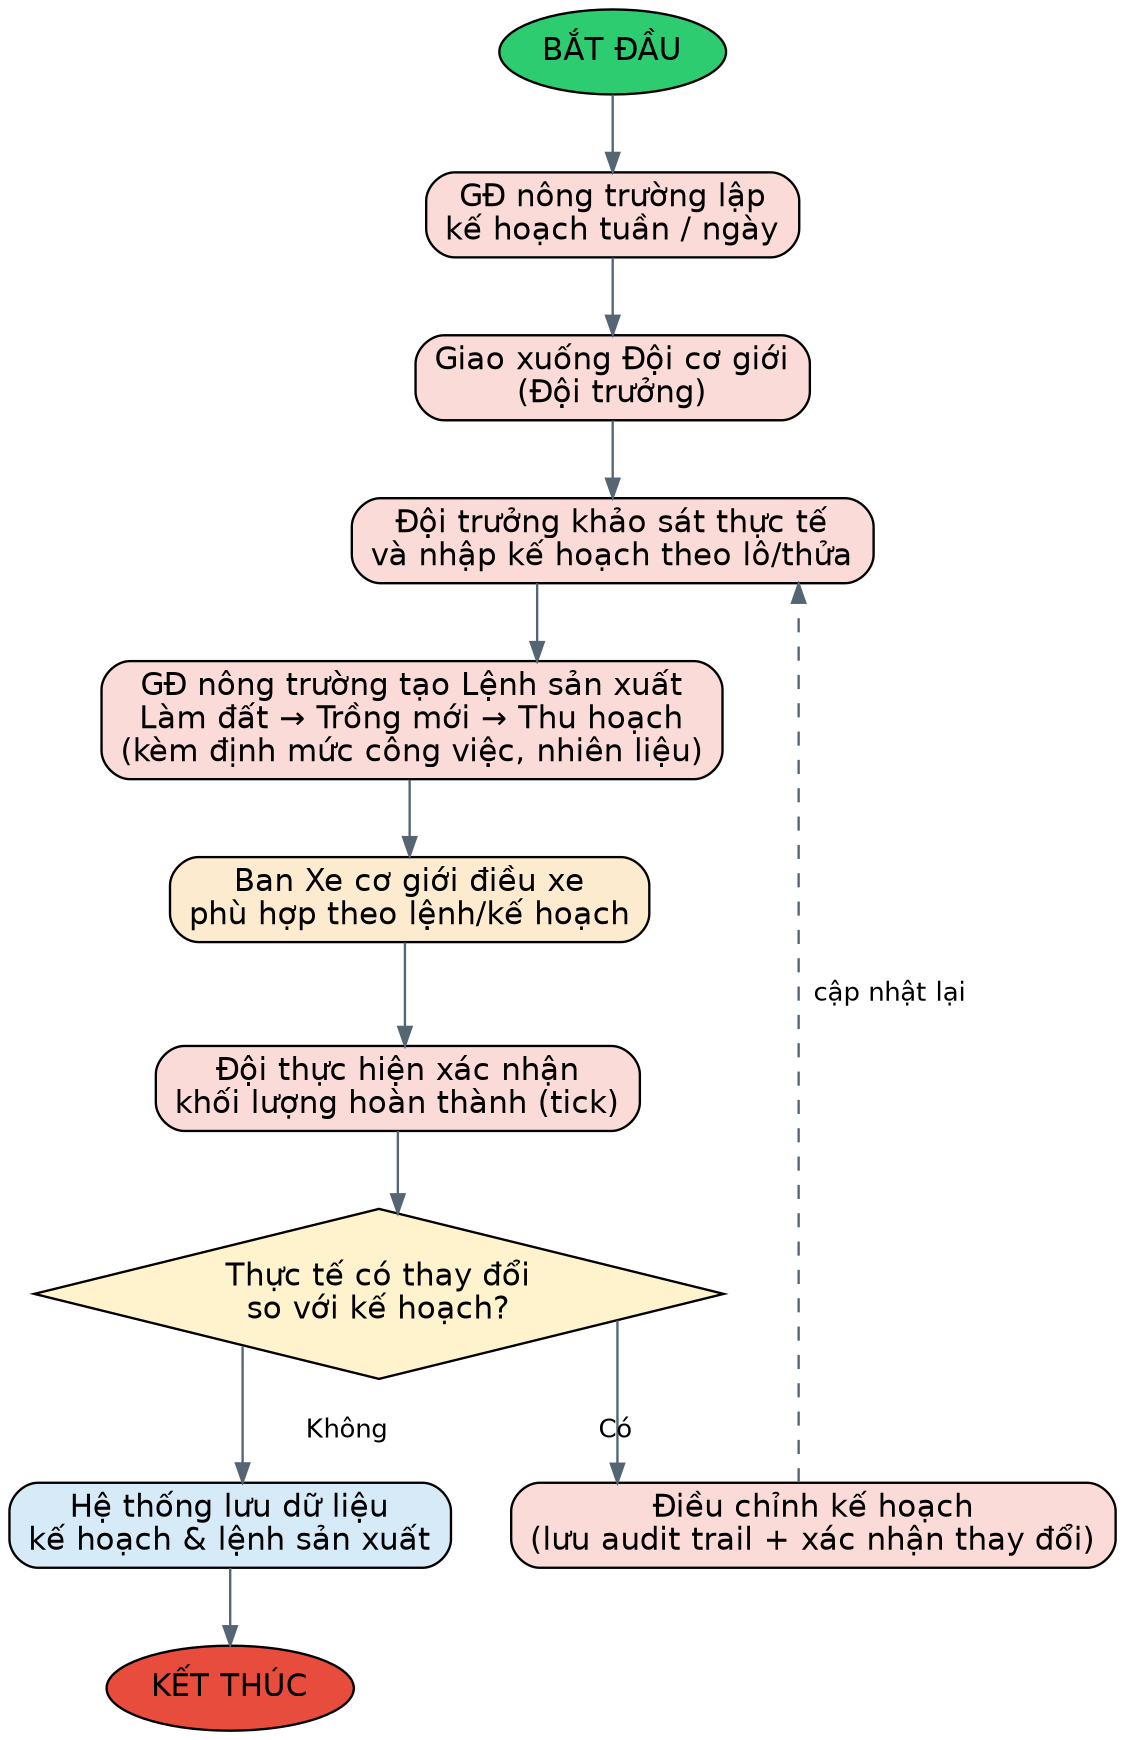 BẮT ĐẦU
GĐ nông trường lập
kế hoạch tuần / ngày
Giao xuống Đội cơ giới
(Đội trưởng)
Đội trưởng khảo sát thực tế
và nhập kế hoạch theo lô/thửa
GĐ nông trường tạo Lệnh sản xuất
Làm đất → Trồng mới → Thu hoạch
(kèm định mức công việc, nhiên liệu)
Ban Xe cơ giới điều xe
phù hợp theo lệnh/kế hoạch
cập nhật lại
Đội thực hiện xác nhận
khối lượng hoàn thành (tick)
Thực tế có thay đổi
so với kế hoạch?
Không
Có
Hệ thống lưu dữ liệu
kế hoạch & lệnh sản xuất
Điều chỉnh kế hoạch
(lưu audit trail + xác nhận thay đổi)
KẾT THÚC